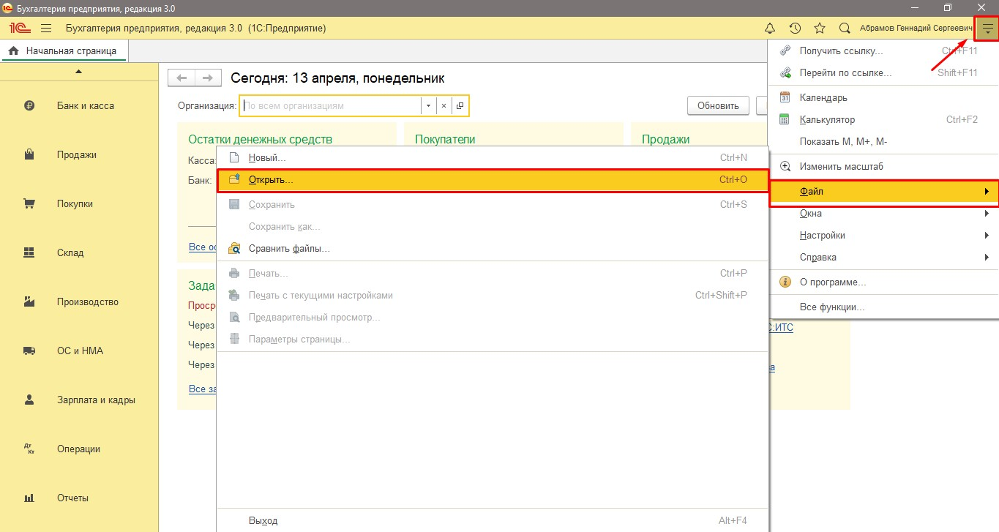 Бухгалтерия предприятия, редакция 3.0
1С Бухгалтерия предприятия, редакция 3.0 (1С:Предприятие) Абрамов Геннадий Сергеевич
Начальная страница
Получить ссылку... Ctrl+F11
Перейти по ссылке... Shift+F11
Календарь
Калькулятор Ctrl+F2
Показать M, M+, M-
Изменить масштаб
Файл
Окна
Настройки
Справка
О программе...
Все функции...
Банк и касса
Продажи
Покупки
Склад
Производство
ОС и НМА
Зарплата и кадры
Дт Кт Операции
Отчеты
Сегодня: 13 апреля, понедельник
Организация: По всем организациям Обновить
Остатки денежных средств Покупатели Продажи
Касса:
Банк:
Все ос
Зада
Проср
Через
Через
Через
Все за
Новый... Ctrl+N
Открыть... Ctrl+O
Сохранить Ctrl+S
Сохранить как...
Сравнить файлы...
Печать... Ctrl+P
Печать с текущими настройками Ctrl+Shift+P
Предварительный просмотр...
Параметры страницы...
Выход Alt+F4
С:ИТС
а